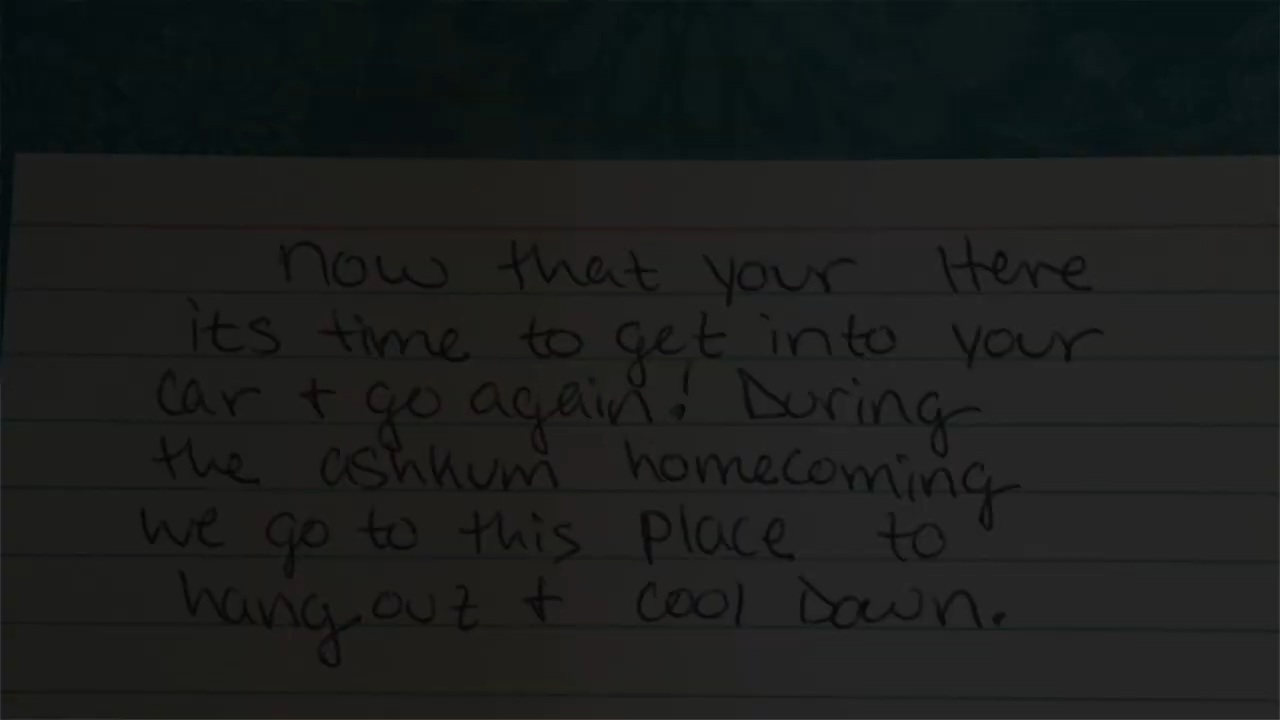 now that your Here
its time to get into your
car + go again! During
the ashkum homecoming
we go to this place to
hang out + cool Down.